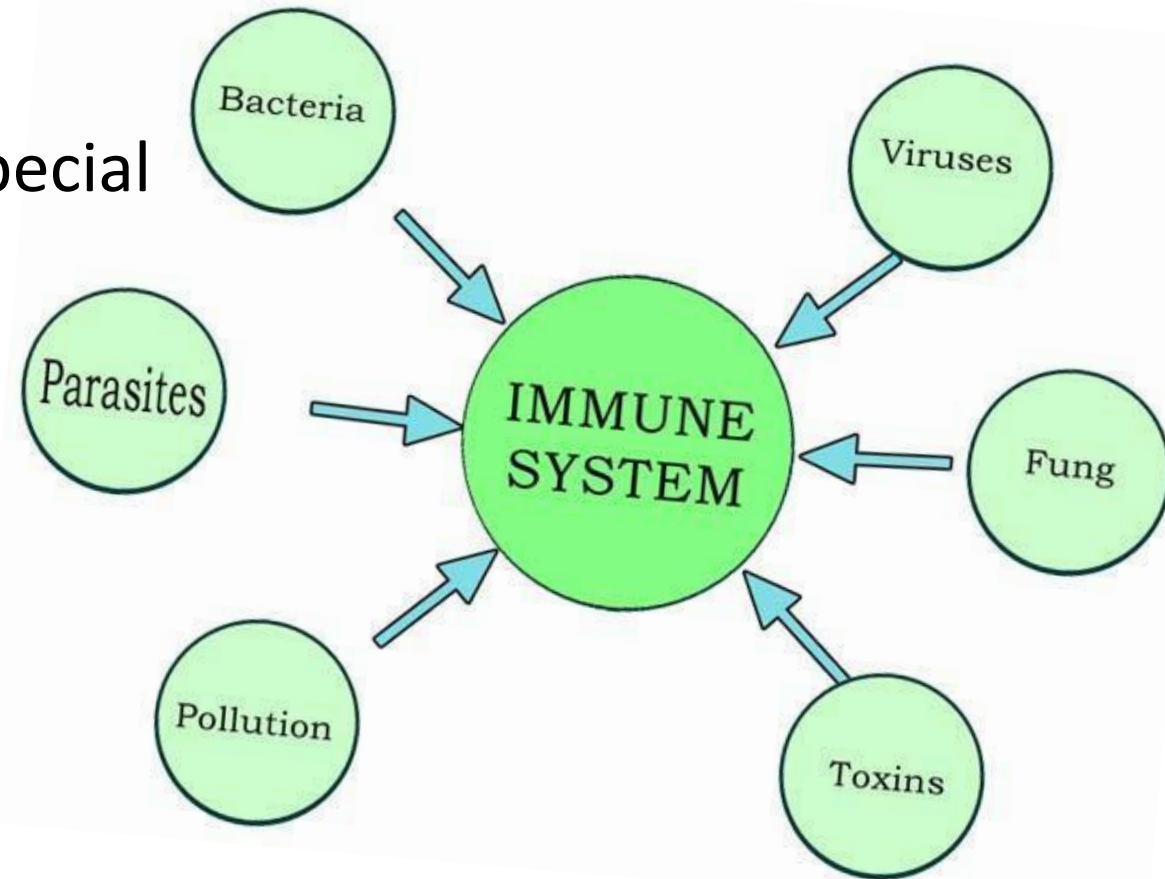 Bacteria
Viruses
pecial
Parasites
IMMUNE
SYSTEM
Fung
Pollution
Toxins